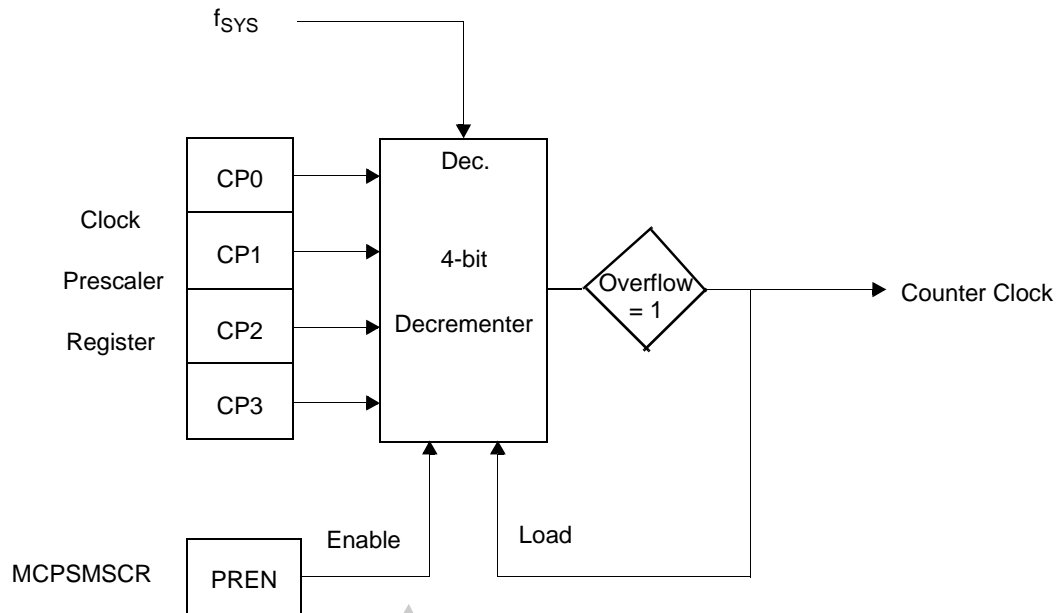 fSYS
Clock
Prescaler
Register
CP0
CP1
CP2
CP3
Dec.
4-bit
Decrementer
Overflow
= 1
Counter Clock
Enable
Load
MCPSMSCR
PREN